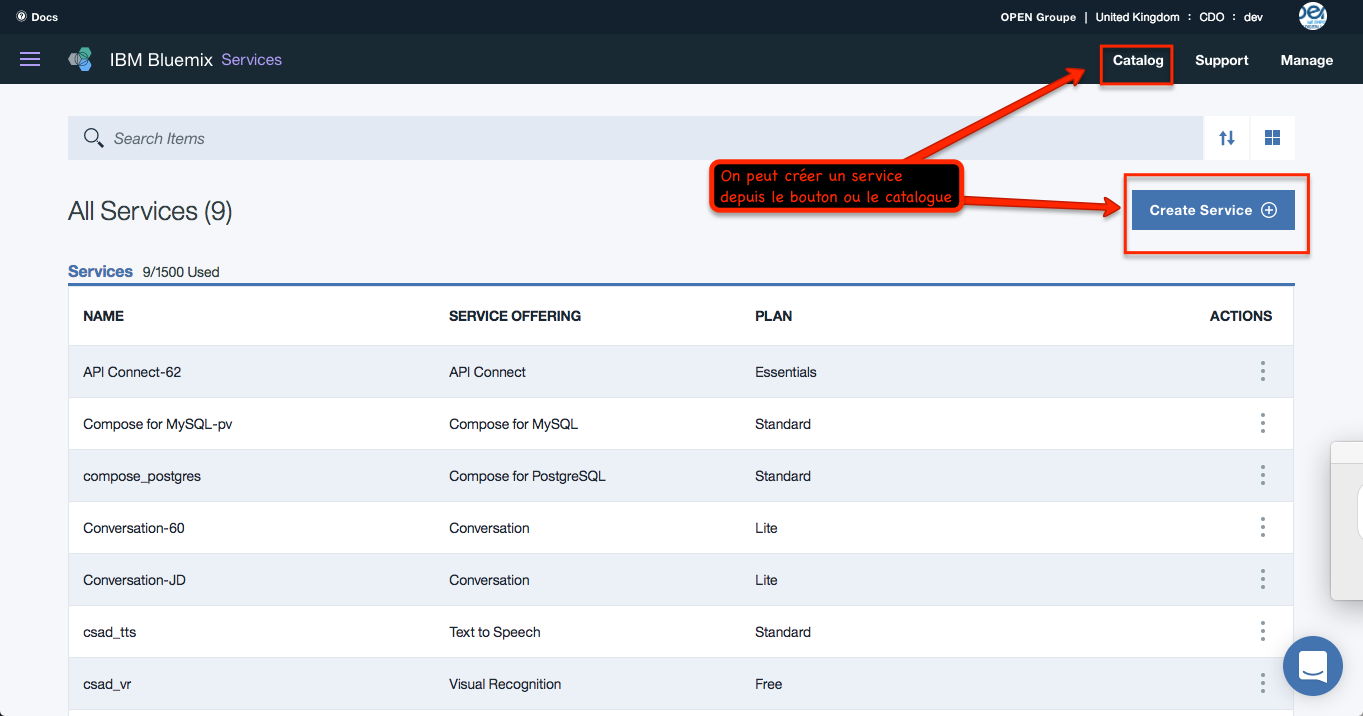 Docs
OPEN Groupe | United Kingdom : CDO : dev
IBM Bluemix Services
Catalog Support Manage
Search Items
On peut créer un service
depuis le bouton ou le catalogue
All Services (9)
Create Service
Services 9/1500 Used
NAME SERVICE OFFERING PLAN ACTIONS
API Connect-62 API Connect Essentials
Compose for MySQL-pv Compose for MySQL Standard
compose_postgres Compose for PostgreSQL Standard
Conversation-60 Conversation Lite
Conversation-JD Conversation Lite
csad_tts Text to Speech Standard
csad_vr Visual Recognition Free